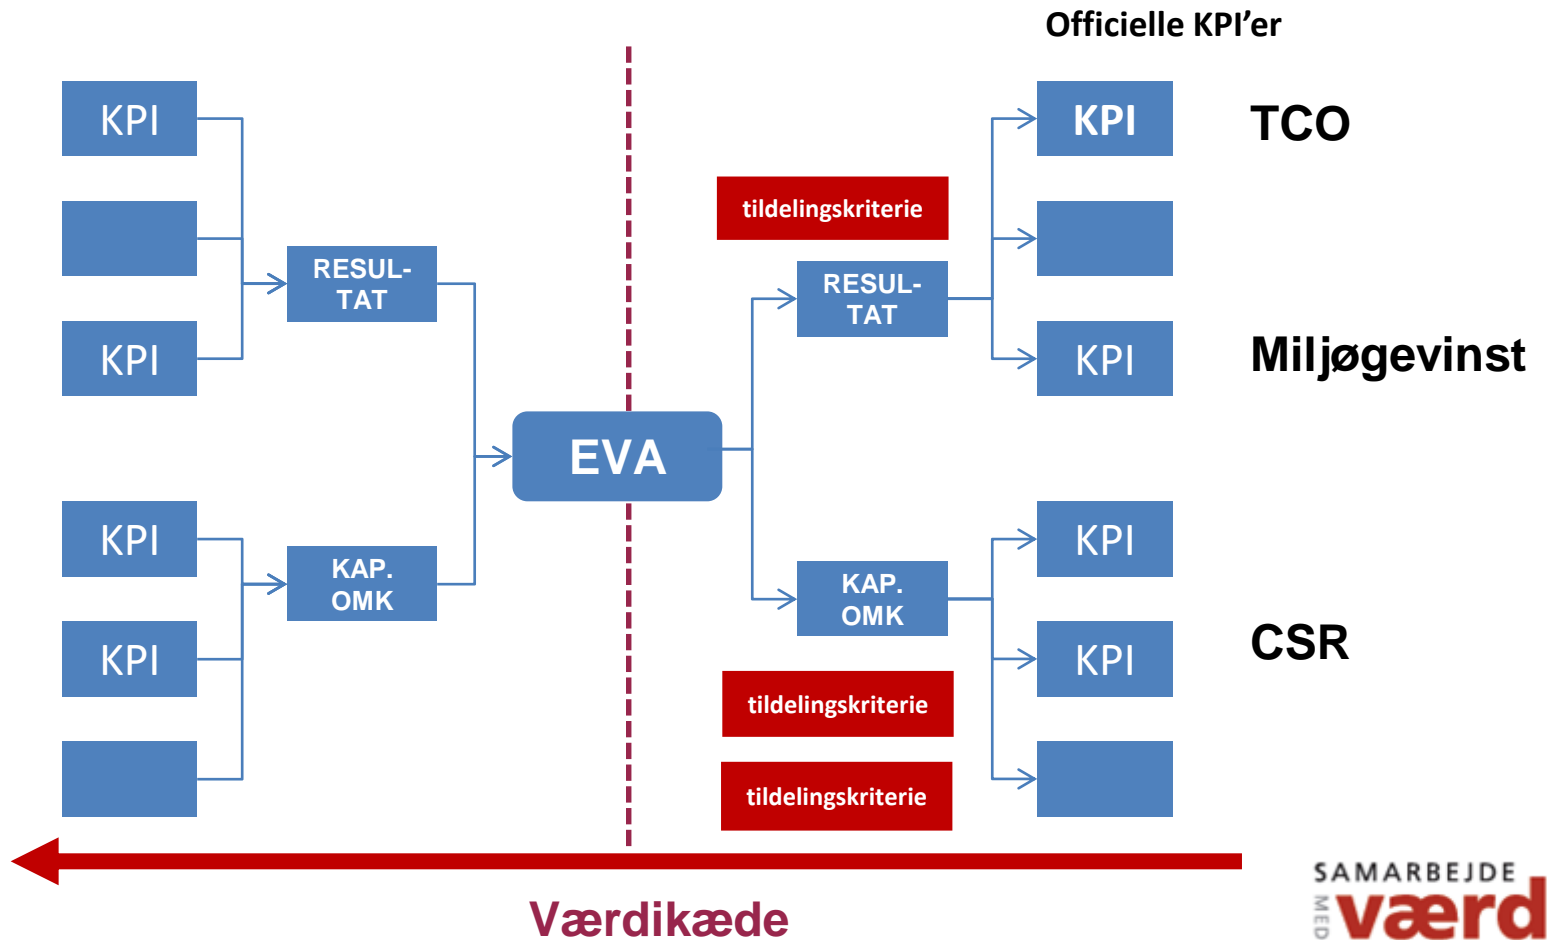 Officielle KPI’er
KPI
KPI
TCO
tildelingskriterie
RESUL-
TAT
RESUL-
TAT
KPI
KPI
Miljøgevinst
EVA
KPI
KAP.
OMK
KAP.
OMK
KPI
KPI
KPI
CSR
tildelingskriterie
tildelingskriterie
Værdikæde
SAMARBEJDE
MED
værd